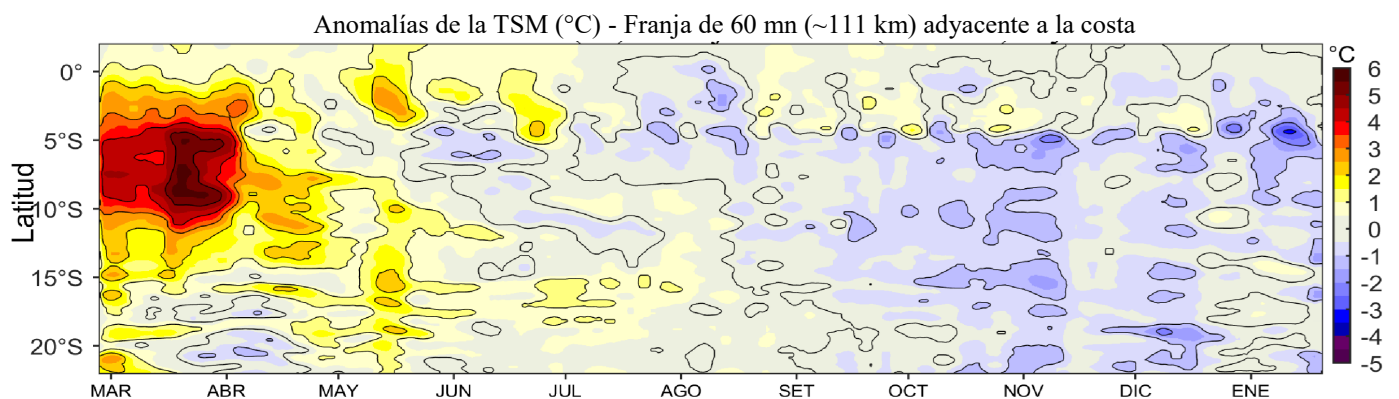 Anomalías de la TSM (°C) - Franja de 60 mn (~111 km) adyacente a la costa
°C
6
5
4
3
2
1
0
-1
-2
-3
-4
-5
Latitud
0°
5°S
10°S
15°S
20°S
MAR ABR MAY JUN JUL AGO SET OCT NOV DIC ENE